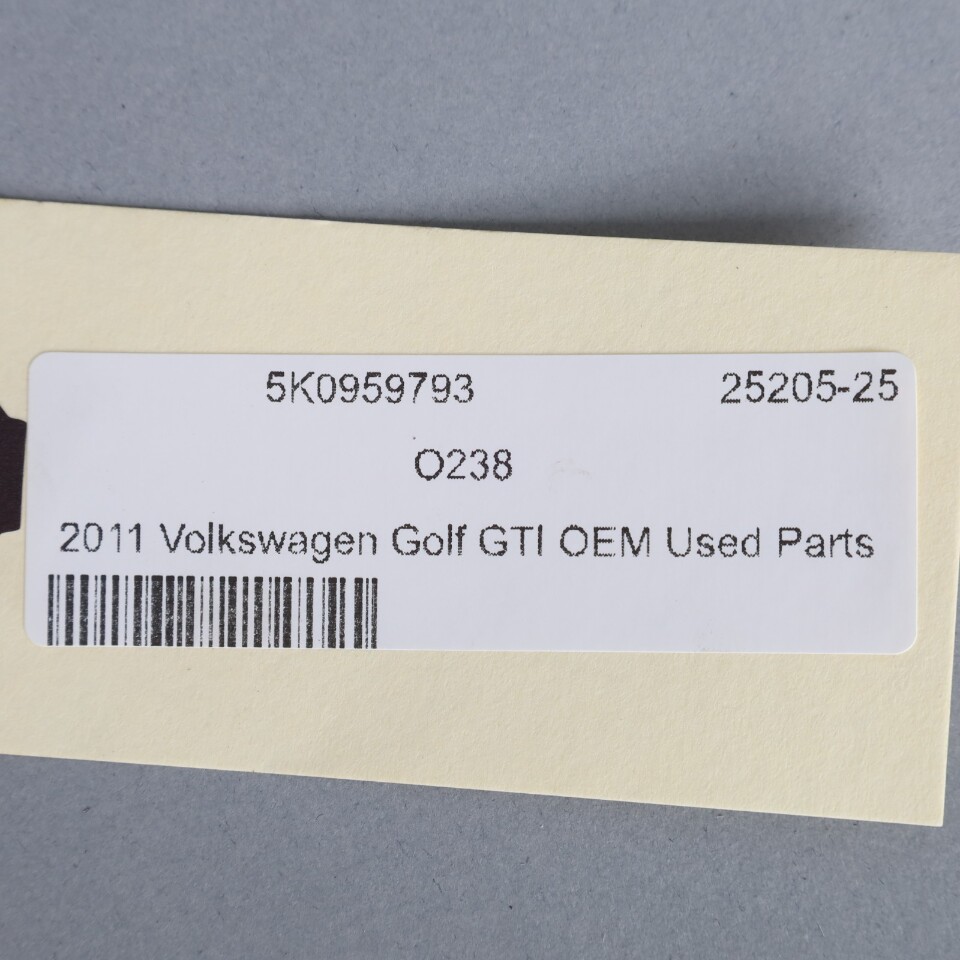 5K0959793 25205-25
O238
2011 Volkswagen Golf GTI OEM Used Parts